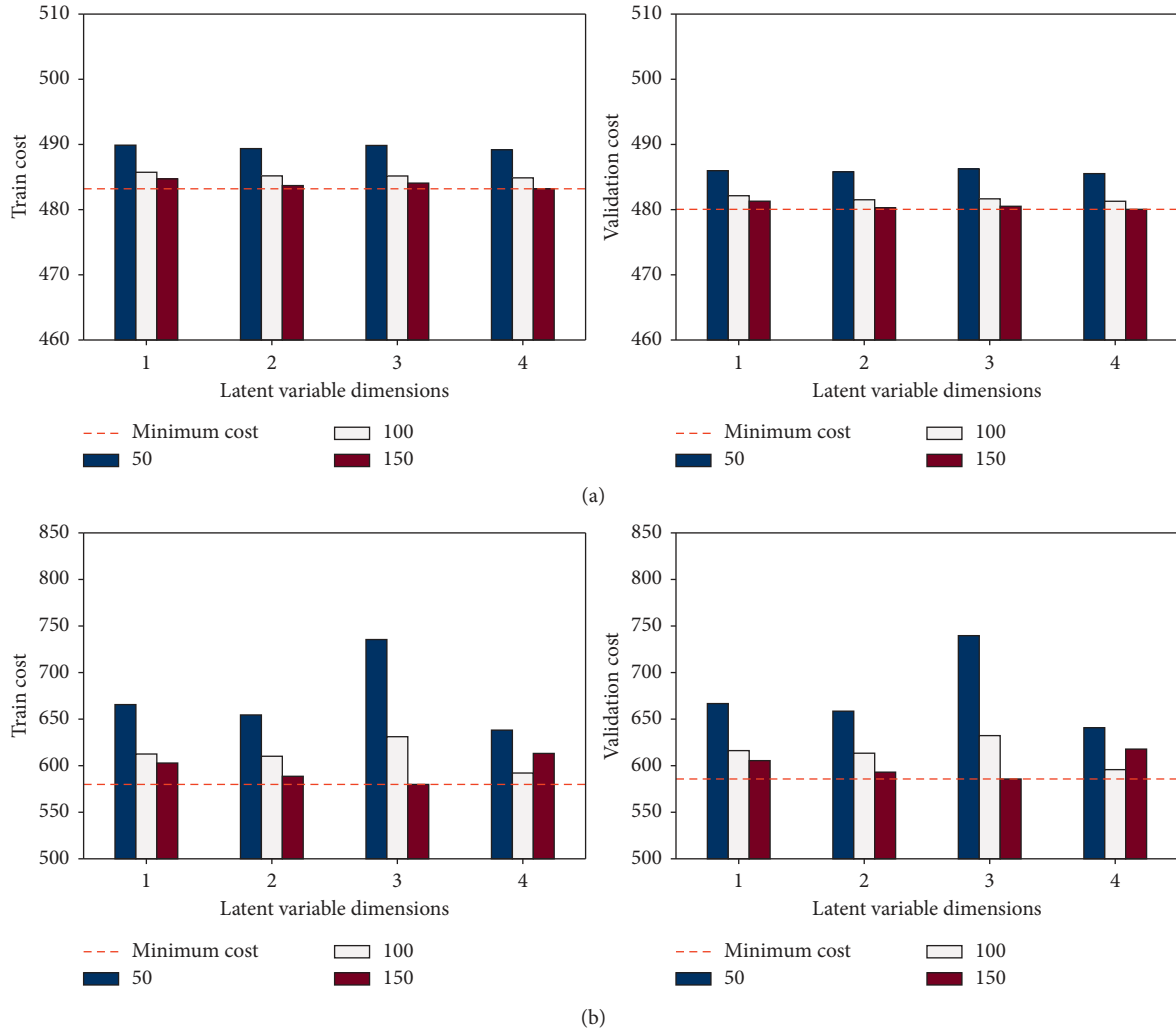 510
500
490
480
470
460
Train cost
1 2 3 4
Latent variable dimensions
Minimum cost
50
100
150
510
500
490
480
470
460
Validation cost
1 2 3 4
Latent variable dimensions
Minimum cost
50
100
150
(a)
850
800
750
700
650
600
550
500
Train cost
1 2 3 4
Latent variable dimensions
Minimum cost
50
100
150
850
800
750
700
650
600
550
500
Validation cost
1 2 3 4
Latent variable dimensions
Minimum cost
50
100
150
(b)